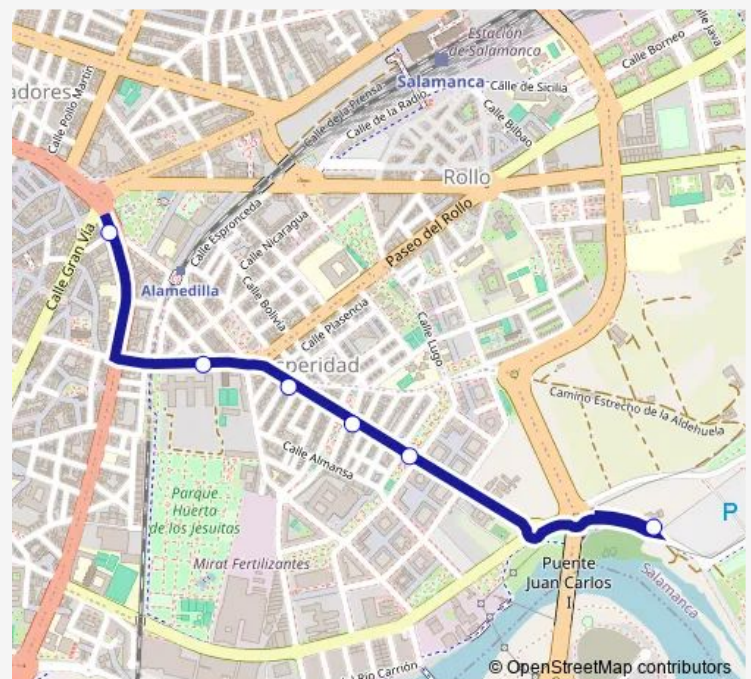 Estación
de Salamanca
Salamanca
Calle Borneo
Calle Java
Calle de Sicilia
Calle de la Prensa
Calle de la Radio
Calle Bilbao
adores
Calle Pollo Martín
Rollo
Calle Espronceda
Calle Nicaragua
Paseo del Rollo
Calle Gran Vía
Alamedilla
Calle Bolivia
Calle Plasencia
Calle Lugo
speridad
Camino Estrecho de la Aldehuela
Calle Almansa
Parque
Huerta
de los Jesuitas
P
Mirat Fertilizantes
Puente
Juan Carlos
I
Salamanca
del Río Carrión
© OpenStreetMap contributors